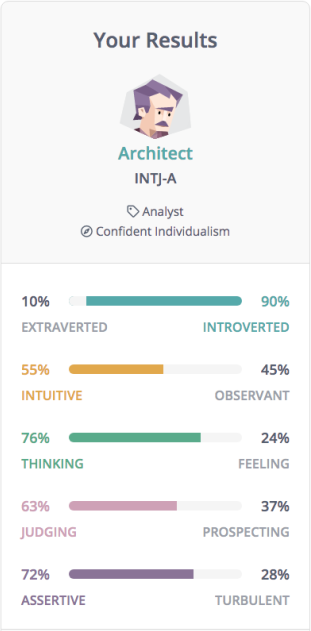 Your Results
Architect
INTJ-A
Analyst
Confident Individualism
10% 90%
EXTRAVERTED INTROVERTED
55% 45%
INTUITIVE OBSERVANT
76% 24%
THINKING FEELING
63% 37%
JUDGING PROSPECTING
72% 28%
ASSERTIVE TURBULENT